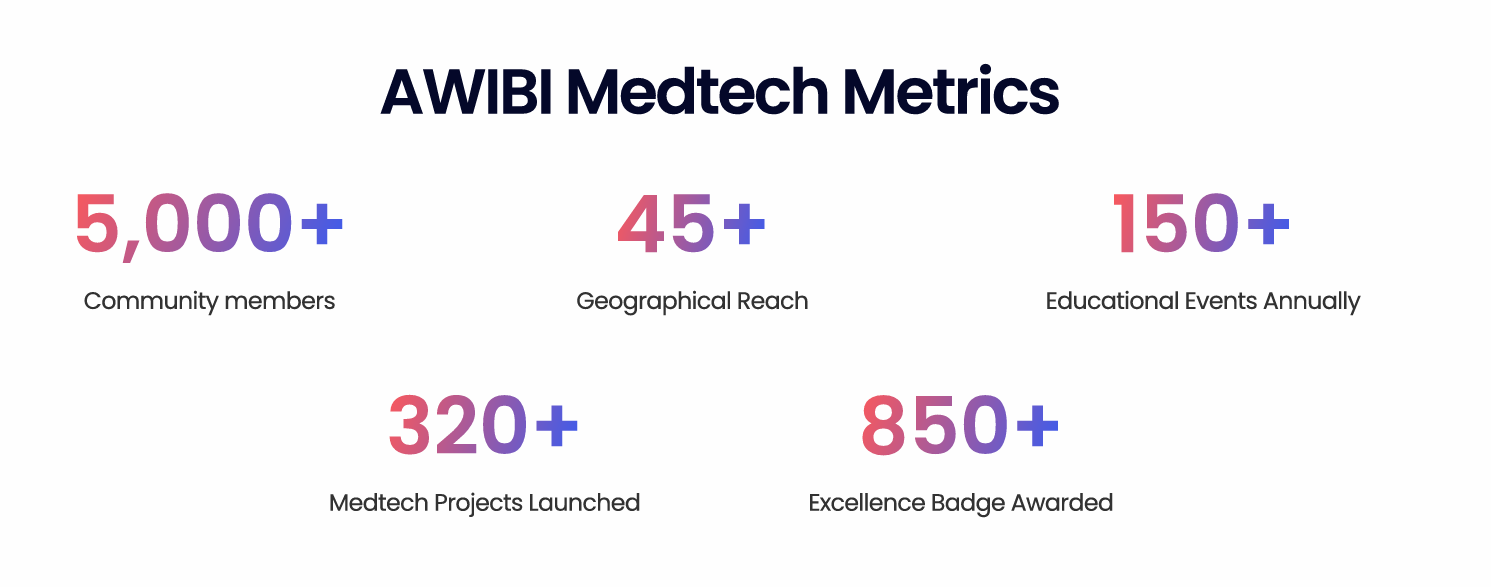 AWIBI Medtech Metrics
5,000+
45+
150+
Community members
Geographical Reach
Educational Events Annually
320+
850+
Medtech Projects Launched
Excellence Badge Awarded